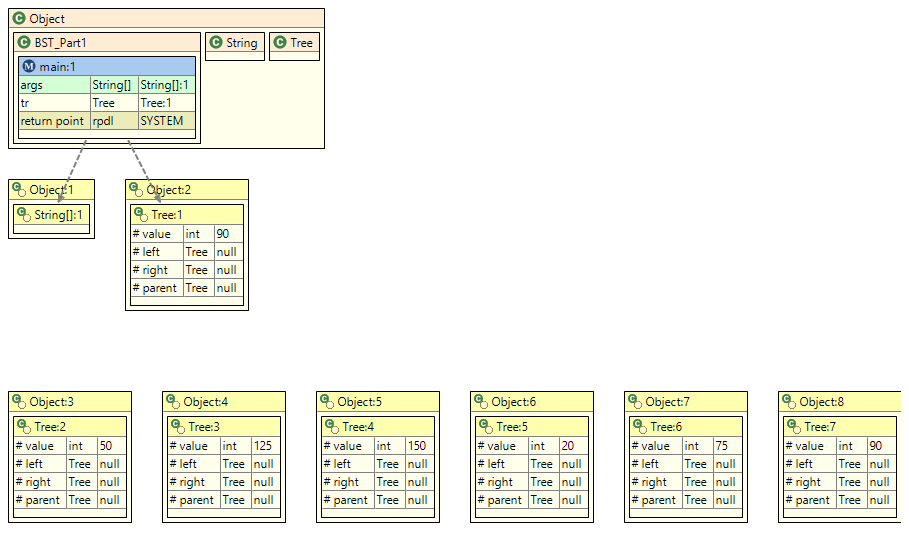 Object
BST_Part1
String
Tree
main:1
args String[] String[]:1
tr Tree Tree:1
return point rpdl SYSTEM
Object:1
String[]:1
Object:2
Tree:1
# value int 90
# left Tree null
# right Tree null
# parent Tree null
Object:3
Tree:2
# value int 50
# left Tree null
# right Tree null
# parent Tree null
Object:4
Tree:3
# value int 125
# left Tree null
# right Tree null
# parent Tree null
Object:5
Tree:4
# value int 150
# left Tree null
# right Tree null
# parent Tree null
Object:6
Tree:5
# value int 20
# left Tree null
# right Tree null
# parent Tree null
Object:7
Tree:6
# value int 75
# left Tree null
# right Tree null
# parent Tree null
Object:8
Tree:7
# value int 90
# left Tree null
# right Tree null
# parent Tree null